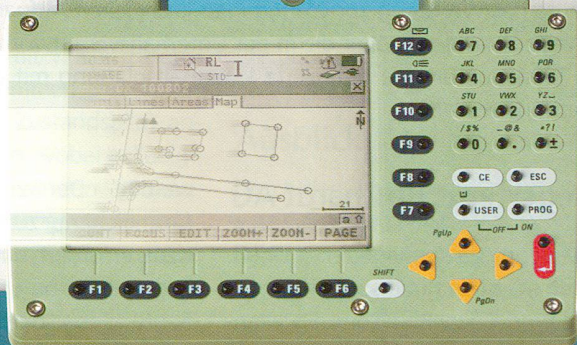 RL
STD
Lines Areas Map
N
21
a
FOCUS EDIT ZOOM+ ZOOM- PAGE
F1 F2 F3 F4 F5 F6
SHIFT
ABC DEF GHI
F12 7 8 9
JKL MNO PQR
F11 4 5 6
STU VWX YZ_
F10 1 2 3
/$% _@& *?!
F9 0 . ±
F8 CE ESC
F7 USER PROG
OFF ON
PgUp
PgDn